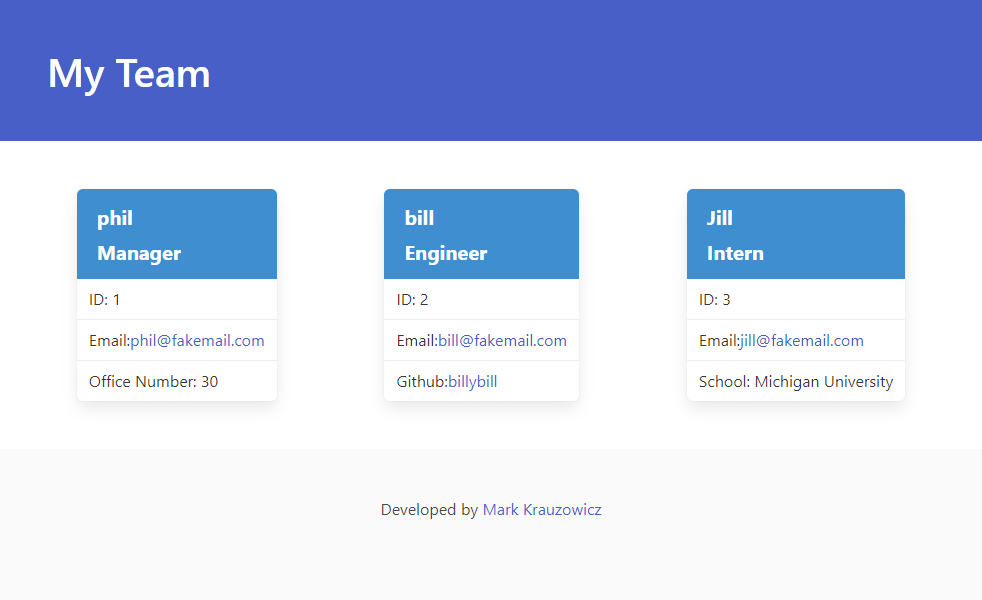 My Team
phil
Manager
ID: 1
Email:phil@fakemail.com
Office Number: 30
bill
Engineer
ID: 2
Email:bill@fakemail.com
Github:billybill
Jill
Intern
ID: 3
Email:jill@fakemail.com
School: Michigan University
Developed by Mark Krauzowicz